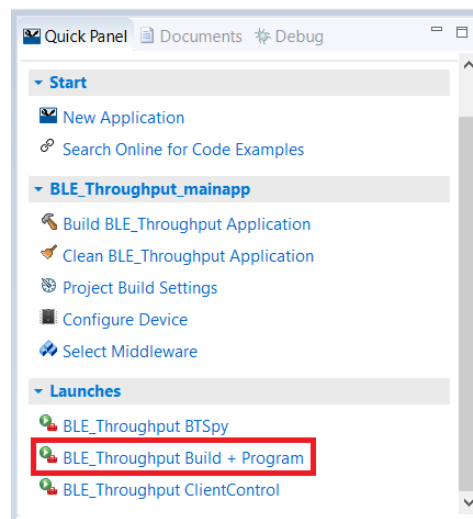 Quick Panel Documents Debug
Start
New Application
Search Online for Code Examples
BLE_Throughput_mainapp
Build BLE_Throughput Application
Clean BLE_Throughput Application
Project Build Settings
Configure Device
Select Middleware
Launches
BLE_Throughput BTSpy
BLE_Throughput Build + Program
BLE_Throughput ClientControl